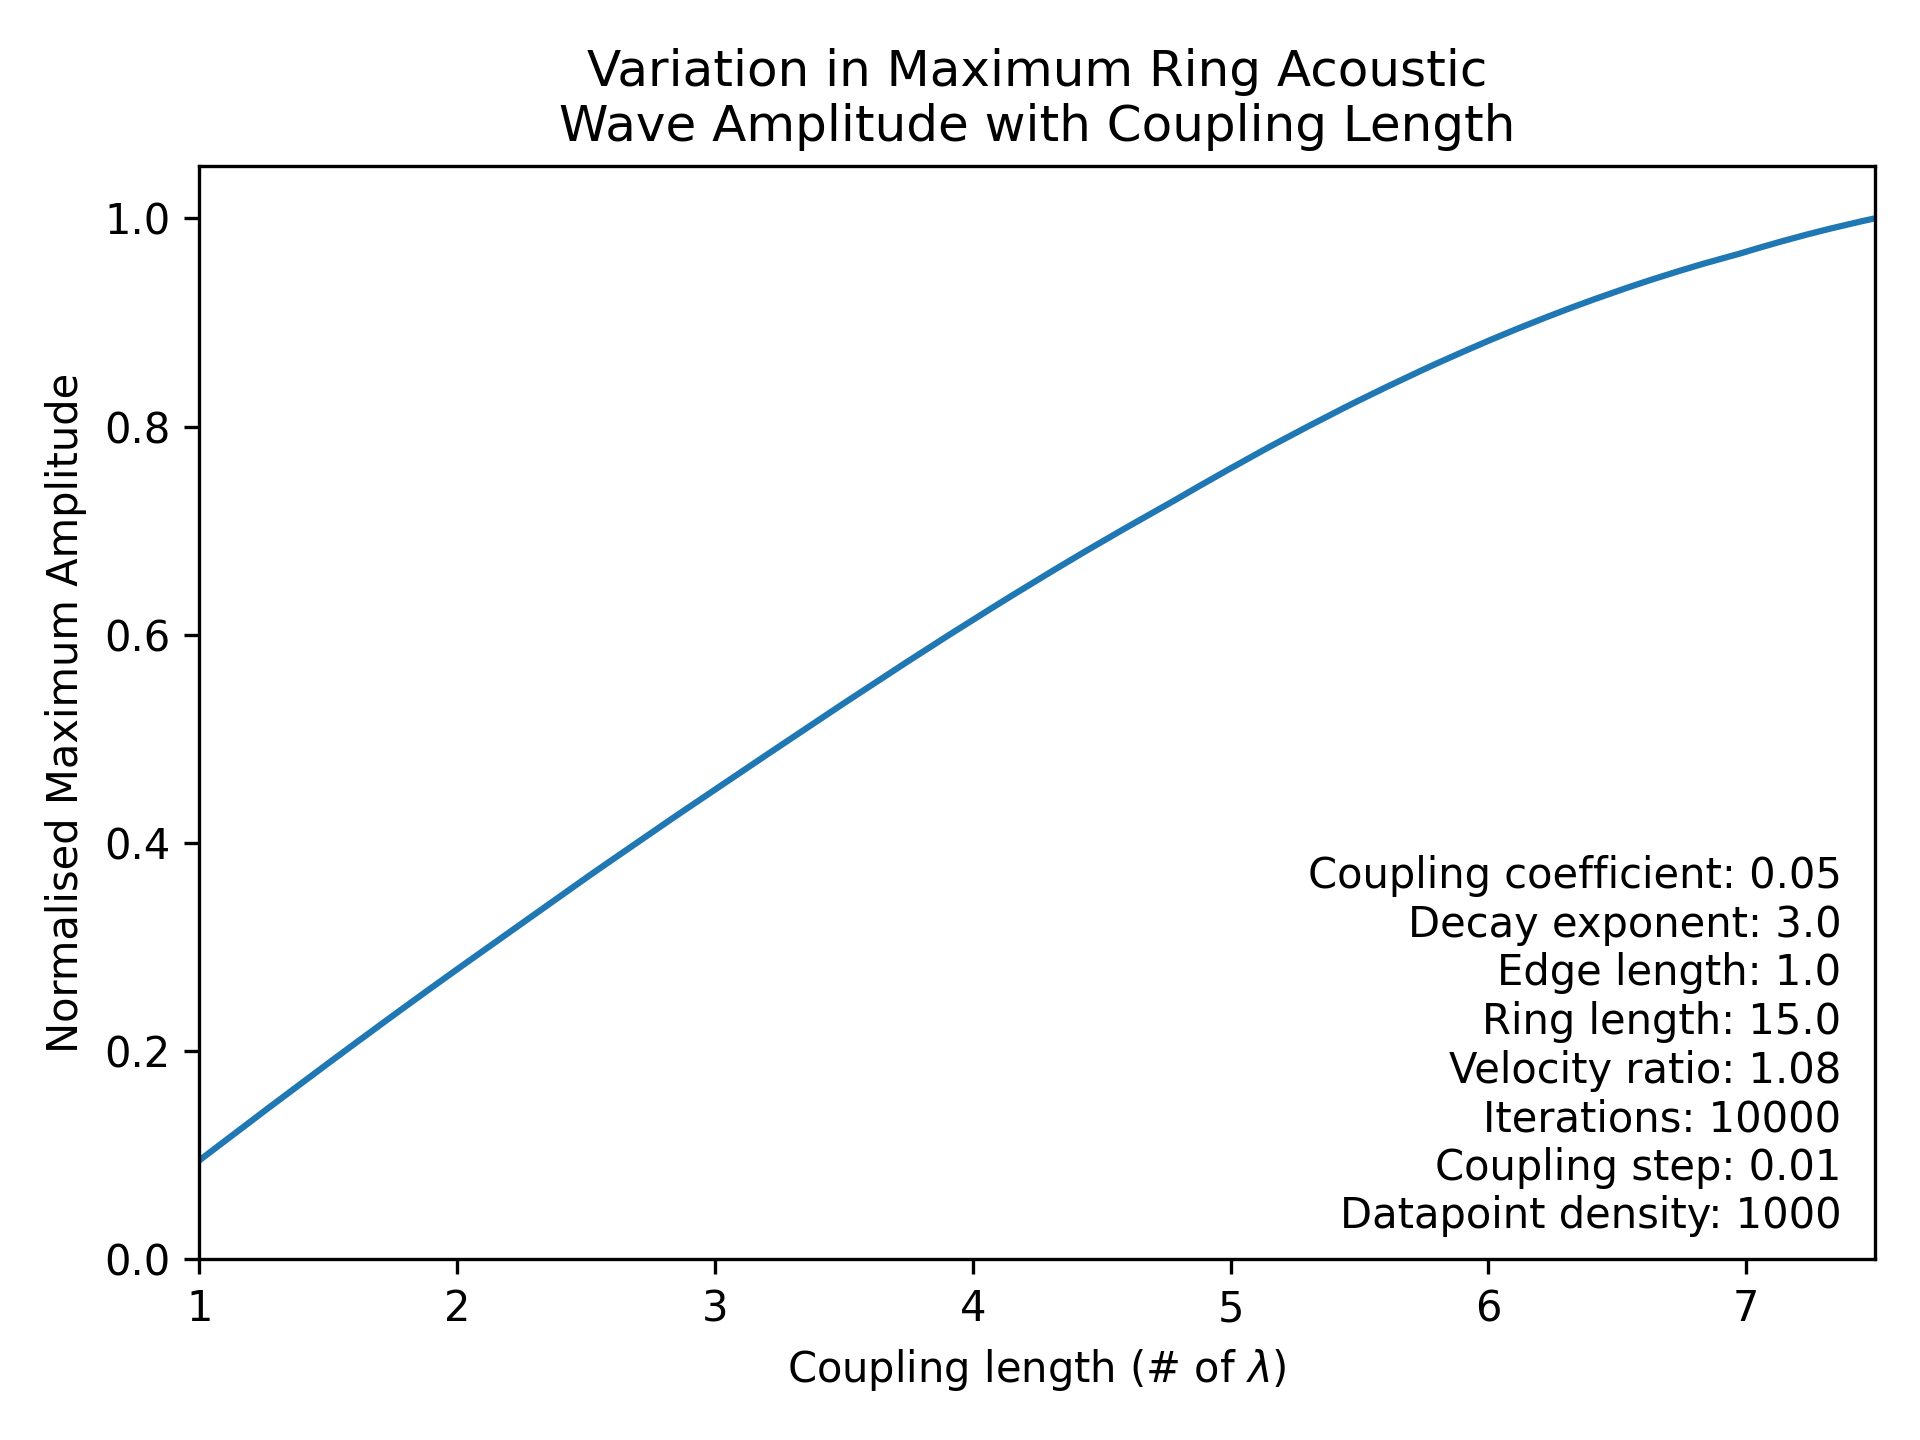 Variation in Maximum Ring Acoustic
Wave Amplitude with Coupling Length
Normalised Maximum Amplitude
1.0
0.8
0.6
0.4
0.2
0.0
Coupling coefficient: 0.05
Decay exponent: 3.0
Edge length: 1.0
Ring length: 15.0
Velocity ratio: 1.08
Iterations: 10000
Coupling step: 0.01
Datapoint density: 1000
1 2 3 4 5 6 7
Coupling length (# of λ)